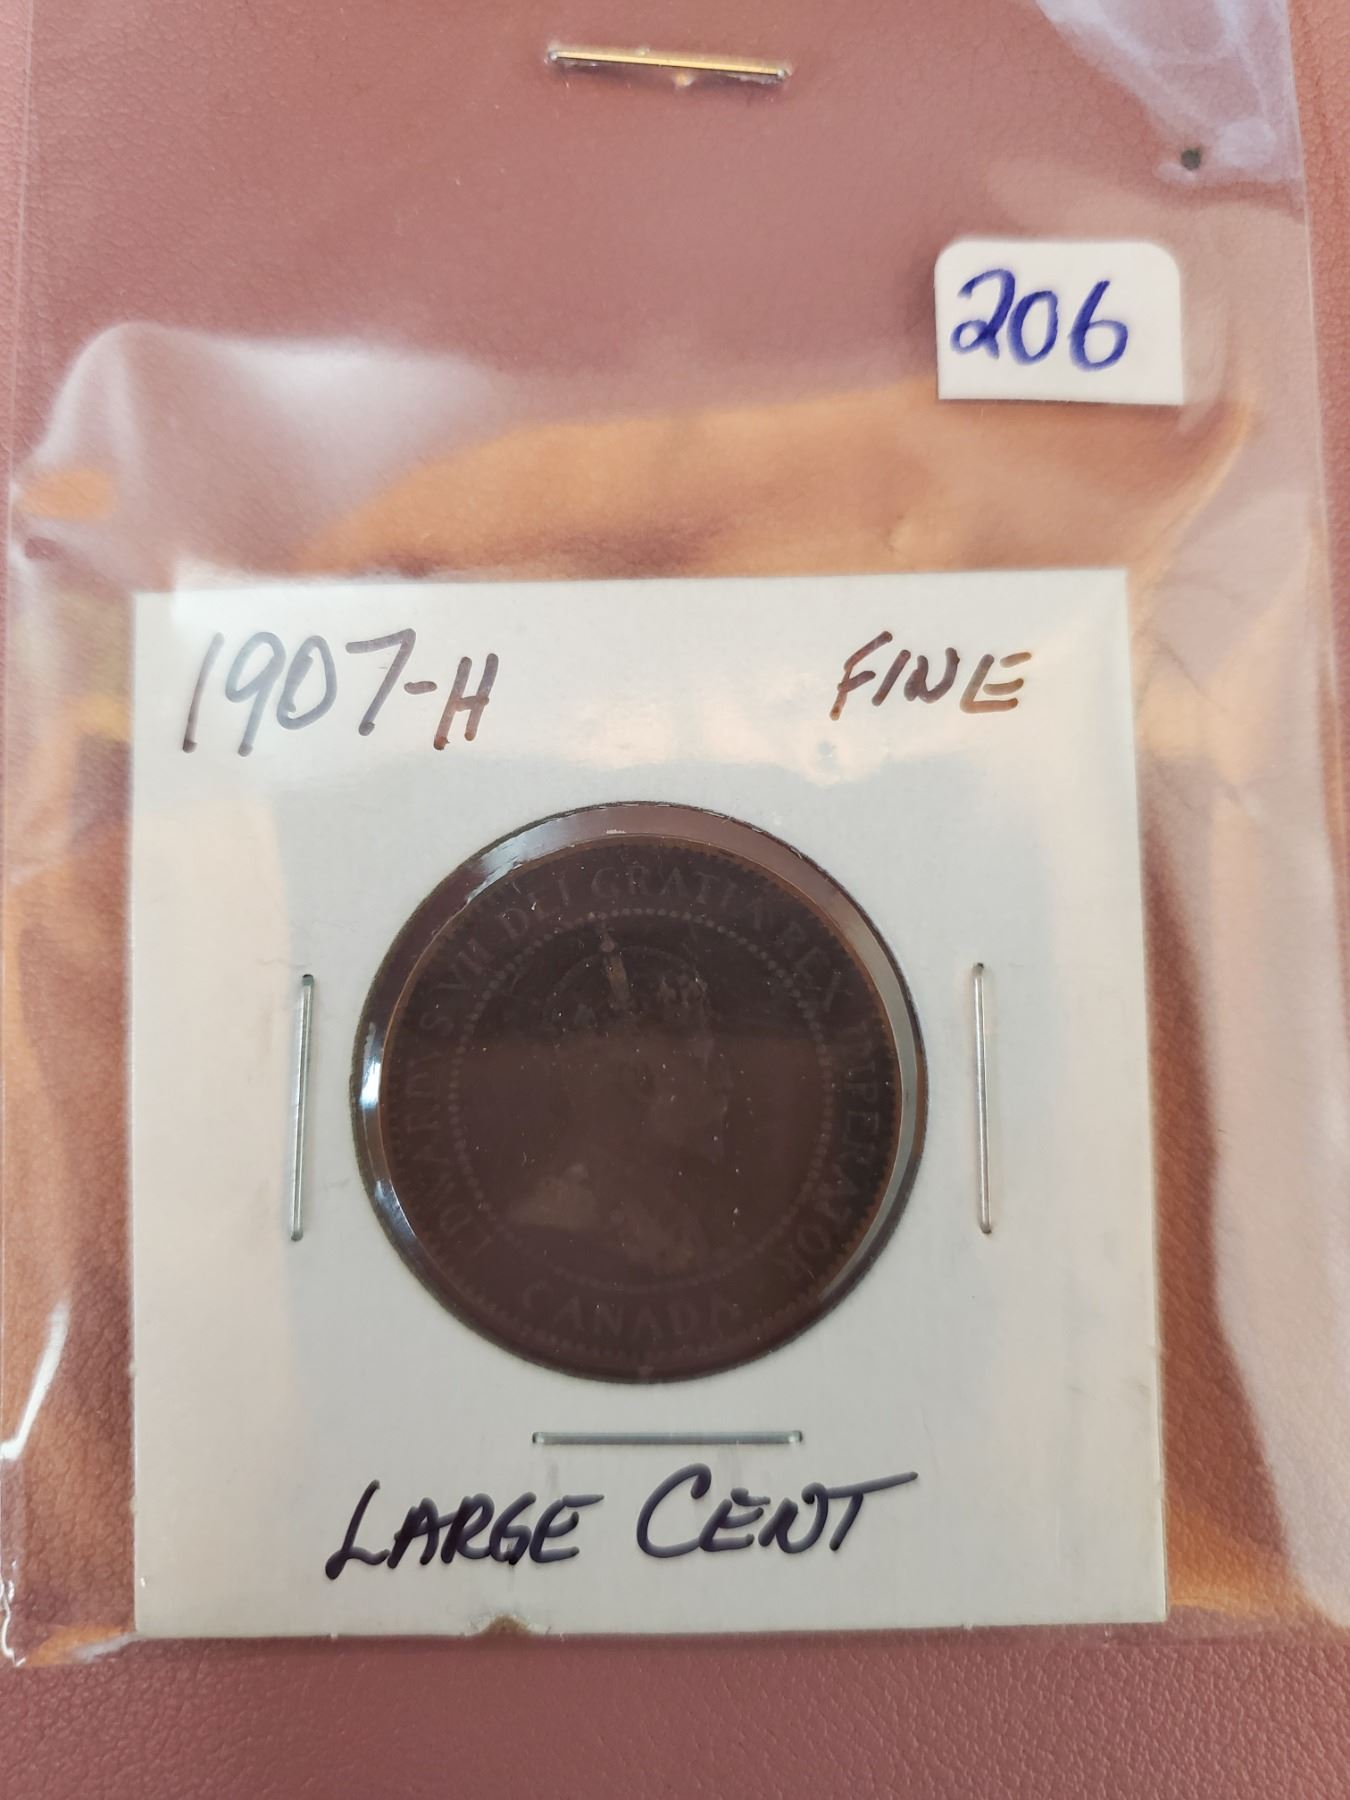 206
1907-H FINE
EDWARDVS VII DEI GRATIA REX IMPERATOR
CANADA
LARGE CENT